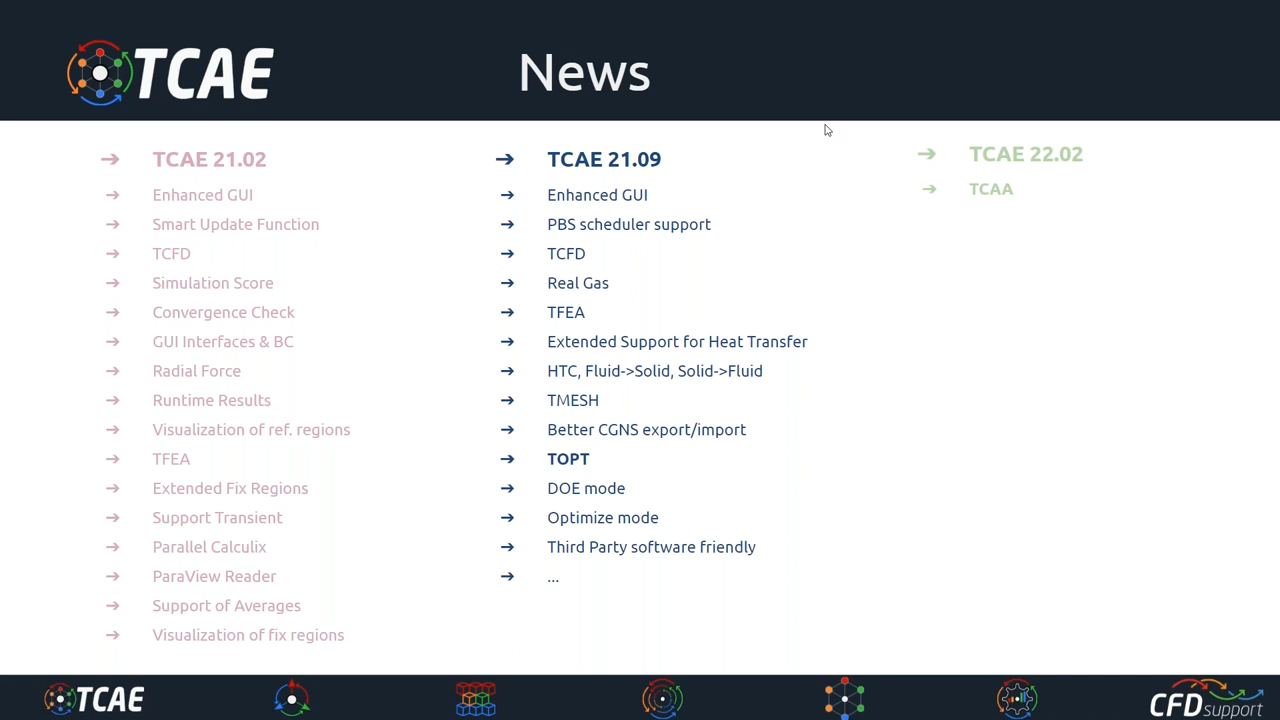 TCAE
News
➔ TCAE 21.02
➔ Enhanced GUI
➔ Smart Update Function
➔ TCFD
➔ Simulation Score
➔ Convergence Check
➔ GUI Interfaces & BC
➔ Radial Force
➔ Runtime Results
➔ Visualization of ref. regions
➔ TFEA
➔ Extended Fix Regions
➔ Support Transient
➔ Parallel Calculix
➔ ParaView Reader
➔ Support of Averages
➔ Visualization of fix regions
➔ TCAE 21.09
➔ Enhanced GUI
➔ PBS scheduler support
➔ TCFD
➔ Real Gas
➔ TFEA
➔ Extended Support for Heat Transfer
➔ HTC, Fluid->Solid, Solid->Fluid
➔ TMESH
➔ Better CGNS export/import
➔ TOPT
➔ DOE mode
➔ Optimize mode
➔ Third Party software friendly
➔ ...
➔ TCAE 22.02
➔ TCAA
TCAE
CFD support